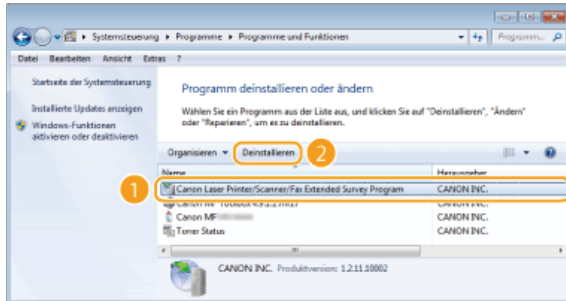 Systemsteuerung ▸ Programme ▸ Programme und Funktionen
Programm...
Datei Bearbeiten Ansicht Extras ?
Startseite der Systemsteuerung
Installierte Updates anzeigen
Windows-Funktionen
aktivieren oder deaktivieren
Programm deinstallieren oder ändern
Wählen Sie ein Programm aus der Liste aus, und klicken Sie auf "Deinstallieren", "Ändern"
oder "Reparieren", um es zu deinstallieren.
Organisieren Deinstallieren 2
Name Herausgeber
1 Canon Laser Printer/Scanner/Fax Extended Survey Program CANON INC.
CANON INC.
Canon MF CANON INC.
Toner Status CANON INC.
CANON INC. Produktversion: 1.2.11.10002